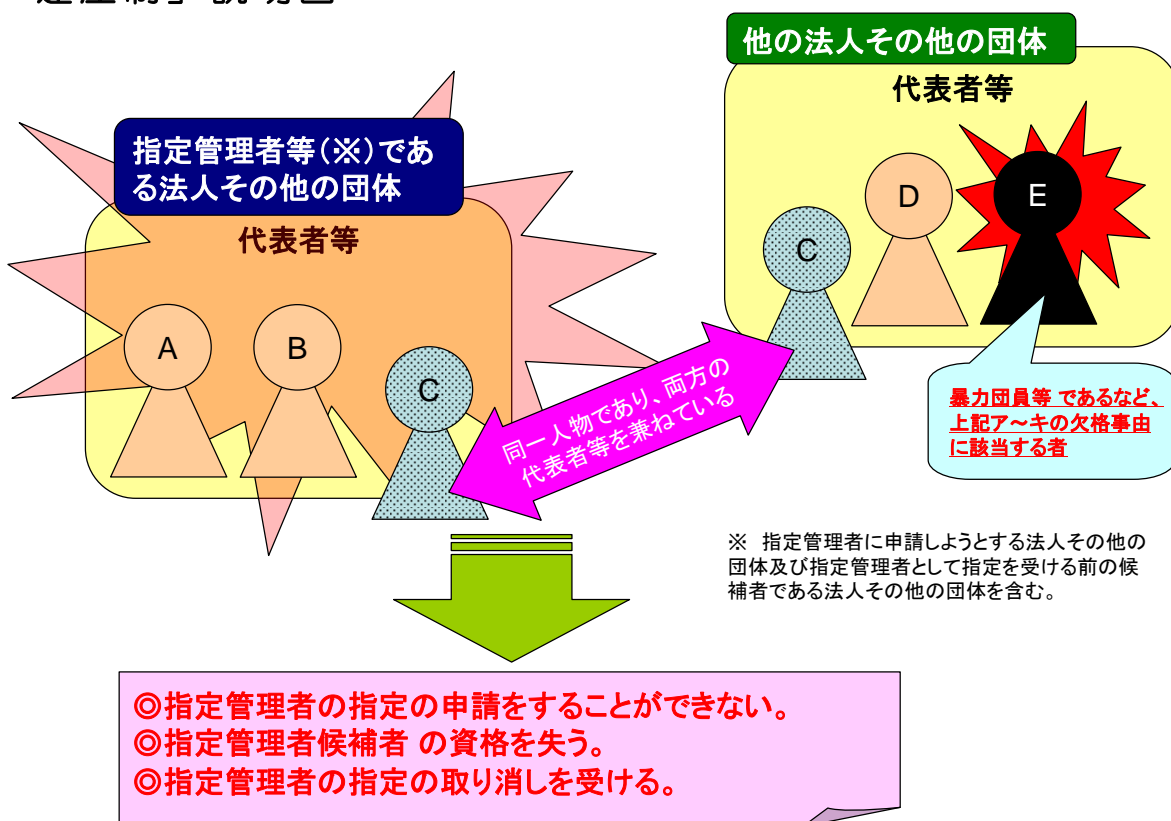 他の法人その他の団体
代表者等
指定管理者等(※)であ
る法人その他の団体
代表者等
A
B
C
C
D
E
同一人物であり、両方の
代表者等を兼ねている
暴力団員等 であるなど、
上記ア～キの欠格事由
に該当する者
※ 指定管理者に申請しようとする法人その他の
団体及び指定管理者として指定を受ける前の候
補者である法人その他の団体を含む。
◎指定管理者の指定の申請をすることができない。
◎指定管理者候補者 の資格を失う。
◎指定管理者の指定の取り消しを受ける。